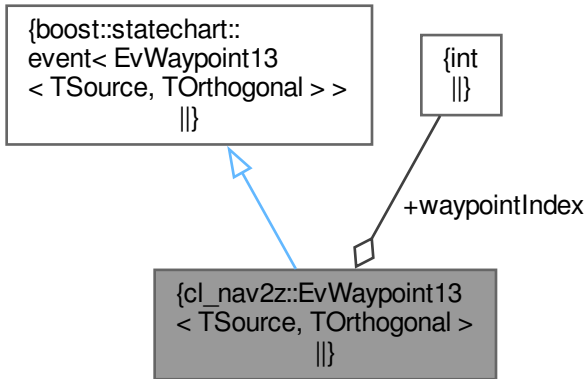 {boost::statechart::
event< EvWaypoint13
< TSource, TOrthogonal > >
||}
{int
||}
+waypointIndex
{cl_nav2z::EvWaypoint13
< TSource, TOrthogonal >
||}